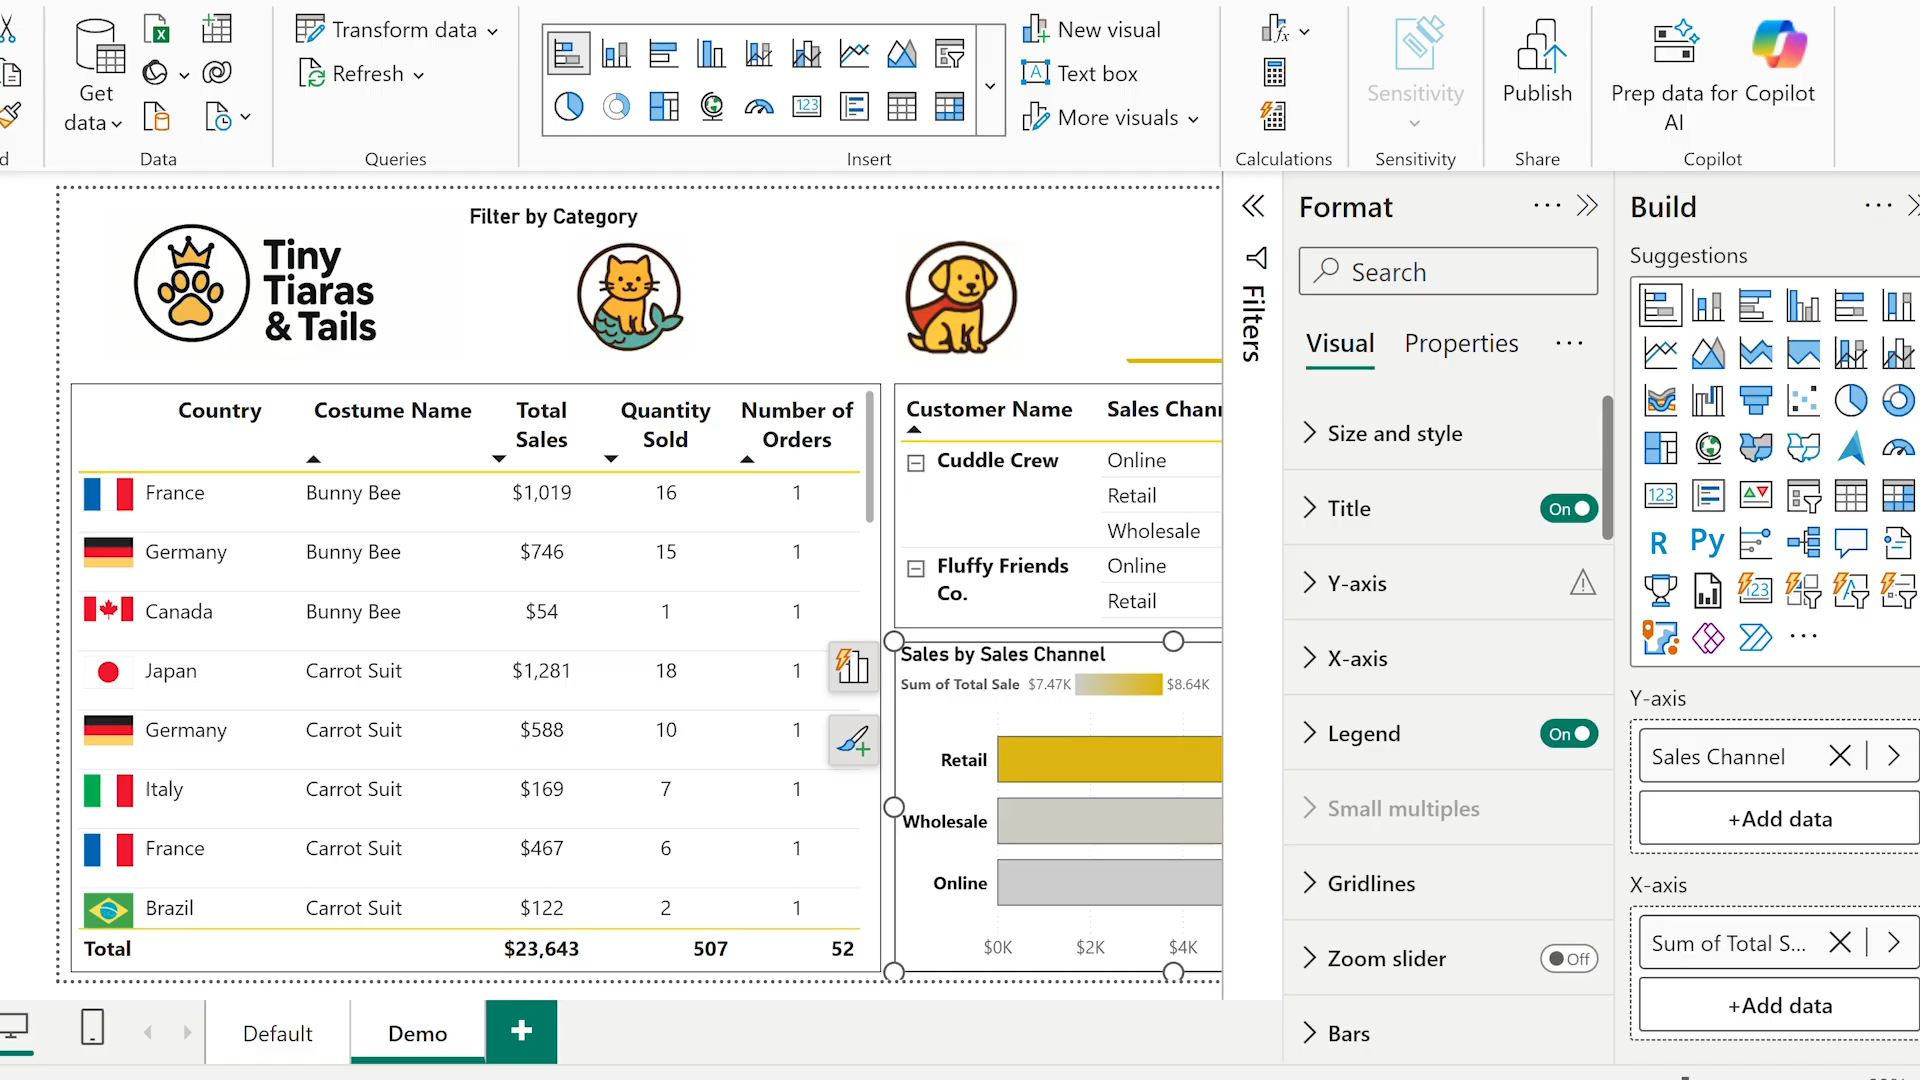 Get
data
Data
Transform data
Refresh
Queries
123
Insert
New visual
A Text box
More visuals
fx
Calculations
Sensitivity
Sensitivity
Publish
Share
Prep data for
AI
Copilot
Copilot
d
Filter by Category
Tiny
Tiaras
& Tails
Country
Costume Name
Total
Sales
Quantity
Sold
Number of
Orders
France Bunny Bee $1,019 16 1
Germany Bunny Bee $746 15 1
Canada Bunny Bee $54 1 1
Japan Carrot Suit $1,281 18 1
Germany Carrot Suit $588 10 1
Italy Carrot Suit $169 7 1
France Carrot Suit $467 6 1
Brazil Carrot Suit $122 2 1
Total $23,643 507 52
Customer Name Sales Chan
Cuddle Crew Online
Retail
Wholesale
Fluffy Friends
Co.
Online
Retail
Sales by Sales Channel
Sum of Total Sale $7.47K $8.64K
Retail
Wholesale
Online
$0K $2K $4K
Filters
Format
Search
Visual Properties
Size and style
Title On
Y-axis
X-axis
Legend On
Small multiples
Gridlines
Zoom slider Off
Bars
Build
Suggestions
123
R Py
123
Y-axis
Sales Channel
+Add data
X-axis
Sum of Total S...
+Add data
Default
Demo